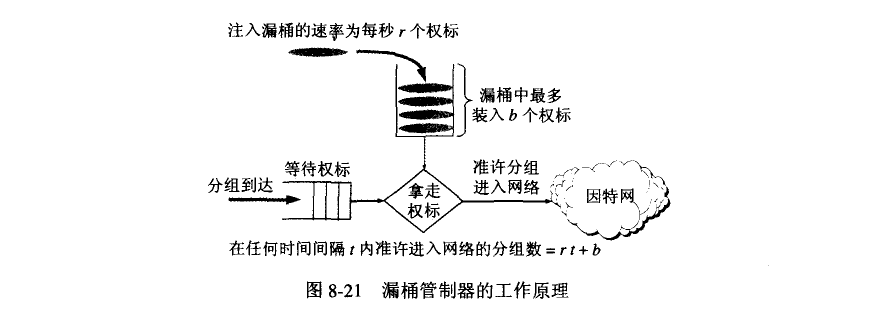 注入漏桶的速率为每秒 r 个权标
漏桶中最多
装入 b 个权标
等待权标
准许分组
进入网络
分组到达
拿走
权标
因特网
在任何时间间隔 t 内准许进入网络的分组数 = r t + b
图 8-21 漏桶管制器的工作原理